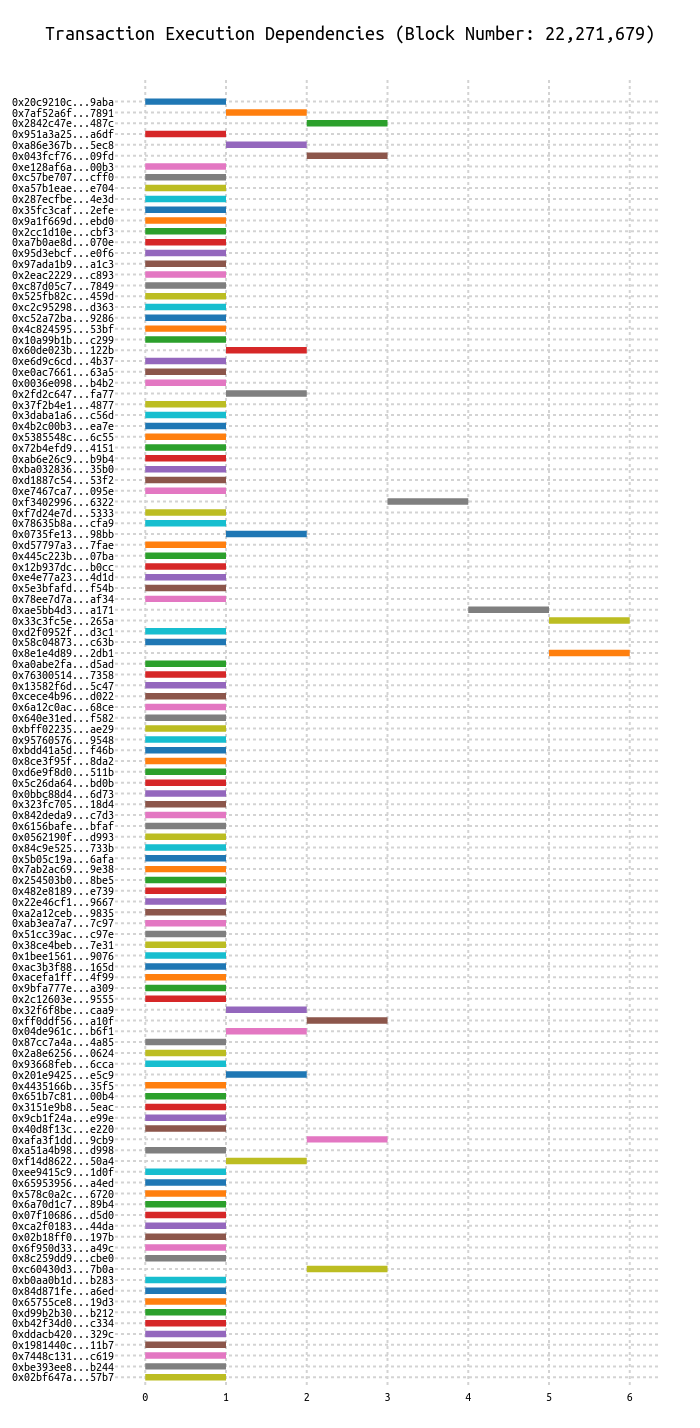 Transaction Execution Dependencies (Block Number: 22,271,679)
0x20c9210c...9aba
0x7af52a6f...7891
0x2842c47e...487c
0x951a3a25...a6df
0xa86e367b...5ec8
0x043fcf76...09fd
0xe128af6a...00b3
0xc57be707...cff0
0xa57b1eae...e704
0x287ecfbe...4e3d
0x35fc3caf...2efe
0x9a1f669d...ebd0
0x2cc1d10e...cbf3
0xa7b0ae8d...070e
0x95d3ebcf...e0f6
0x97ada1b9...a1c3
0x2eac2229...c893
0xc87d05c7...7849
0x525fb82c...459d
0xc2c95298...d363
0xc52a72ba...9286
0x4c824595...53bf
0x10a99b1b...c299
0x60de023b...122b
0xe6d9c6cd...4b37
0xe0ac7661...63a5
0x0036e098...b4b2
0x2fd2c647...fa77
0x37f2b4e1...4877
0x3daba1a6...c56d
0x4b2c00b3...ea7e
0x5385548c...6c55
0x72b4efd9...4151
0xab6e26c9...b9b4
0xba032836...35b0
0xd1887c54...53f2
0xe7467ca7...095e
0xf3402996...6322
0xf7d24e7d...5333
0x78635b8a...cfa9
0x0735fe13...98bb
0xd57797a3...7fae
0x445c223b...07ba
0x12b937dc...b0cc
0xe4e77a23...4d1d
0x5e3bfafd...f54b
0x78ee7d7a...af34
0xae5bb4d3...a171
0x33c3fc5e...265a
0xd2f0952f...d3c1
0x58c04873...c63b
0x8e1e4d89...2db1
0xa0abe2fa...d5ad
0x76300514...7358
0x13582f6d...5c47
0xcece4b96...d022
0x6a12c0ac...68ce
0x640e31ed...f582
0xbff02235...ae29
0x95760576...9548
0xbdd41a5d...f46b
0x8ce3f95f...8da2
0xd6e9f8d0...511b
0x5c26da64...bd0b
0x0bbc88d4...6d73
0x323fc705...18d4
0x842deda9...c7d3
0x6156bafe...bfaf
0x0562190f...d993
0x84c9e525...733b
0x5b05c19a...6afa
0x7ab2ac69...9e38
0x254503b0...8be5
0x482e8189...e739
0x22e46cf1...9667
0xa2a12ceb...9835
0xab3ea7a7...7c97
0x51cc39ac...c97e
0x38ce4beb...7e31
0x1bee1561...9076
0xac3b3f88...165d
0xacefa1ff...4f99
0x9bfa777e...a309
0x2c12603e...9555
0x32f6f8be...caa9
0xff0ddf56...a10f
0x04de961c...b6f1
0x87cc7a4a...4a85
0x2a8e6256...0624
0x93668feb...6cca
0x201e9425...e5c9
0x4435166b...35f5
0x651b7c81...00b4
0x3151e9b8...5eac
0x9cb1f24a...e99e
0x40d8f13c...e220
0xafa3f1dd...9cb9
0xa51a4b98...d998
0xf14d8622...50a4
0xee9415c9...1d0f
0x65953956...a4ed
0x578c0a2c...6720
0x6a70d1c7...89b4
0x07f10686...d5d0
0xca2f0183...44da
0x02b18ff0...197b
0x6f950d33...a49c
0x8c259dd9...cbe0
0xc60430d3...7b0a
0xb0aa0b1d...b283
0x84d871fe...a6ed
0x65755ce8...19d3
0xd99b2b30...b212
0xb42f34d0...c334
0xddacb420...329c
0x1981440c...11b7
0x7448c131...c619
0xbe393ee8...b244
0x02bf647a...57b7
0 1 2 3 4 5 6